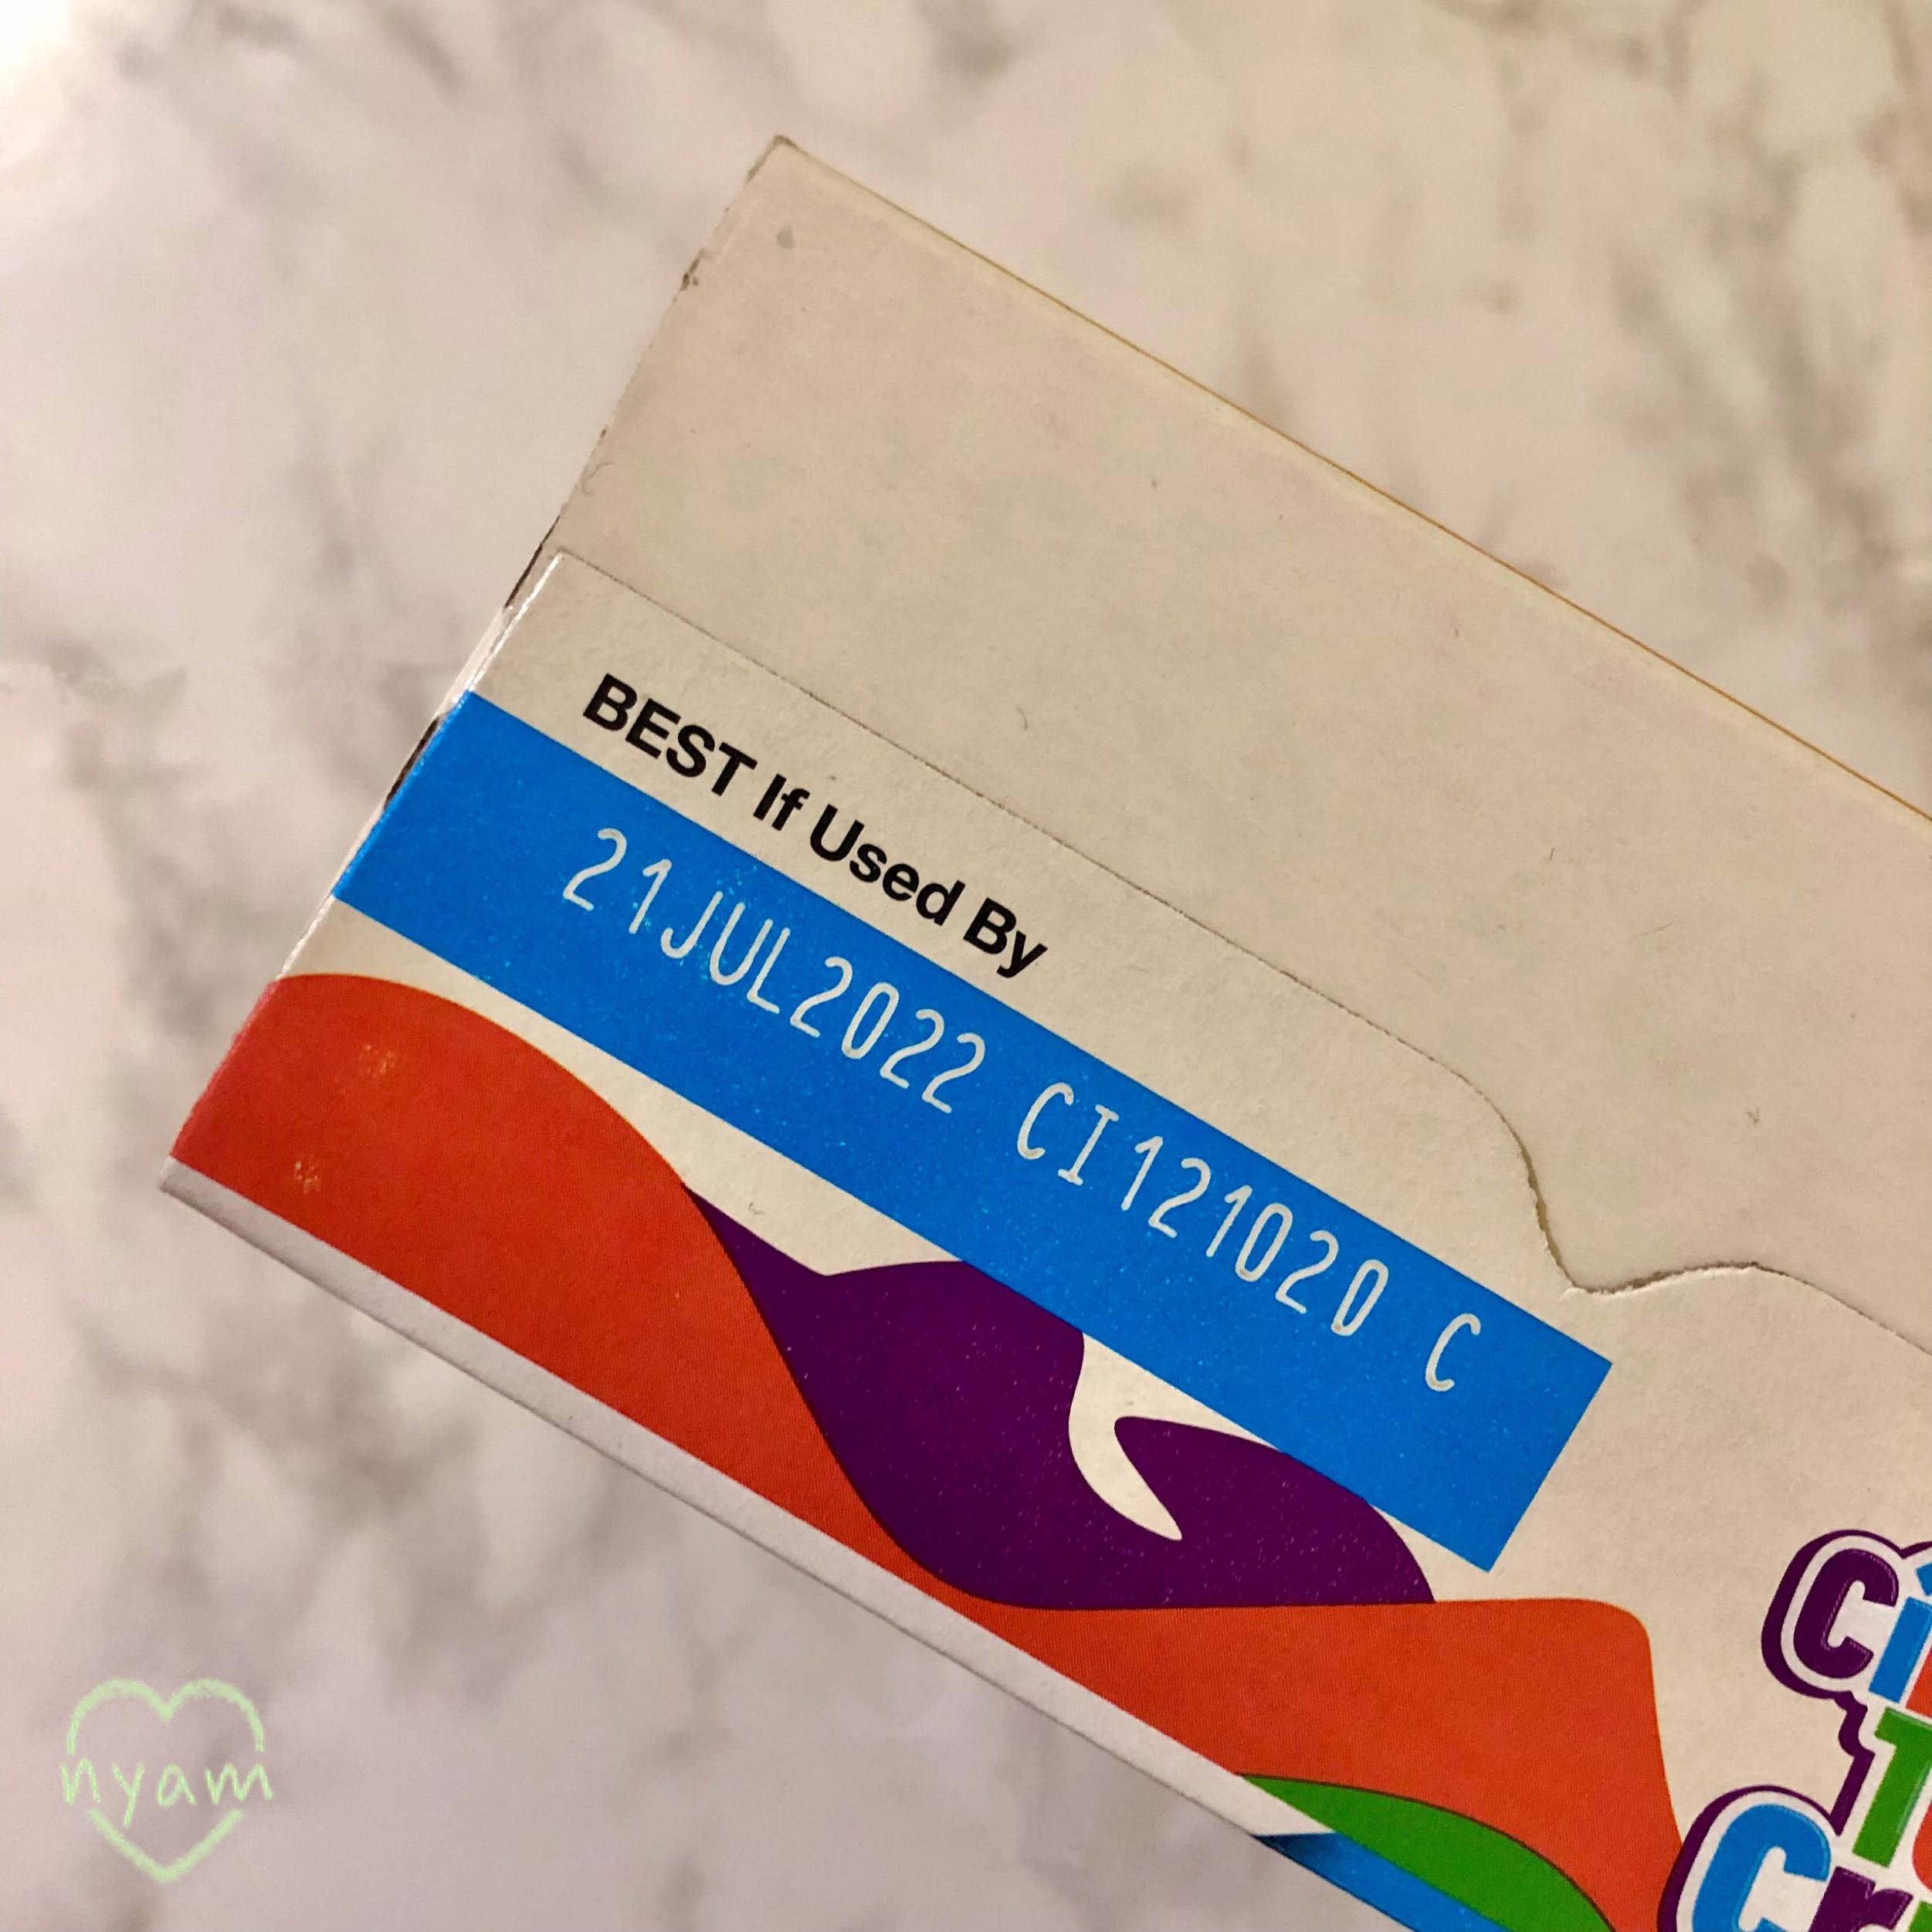 BEST If Used By
21JUL2022 CI121020 C
nyam